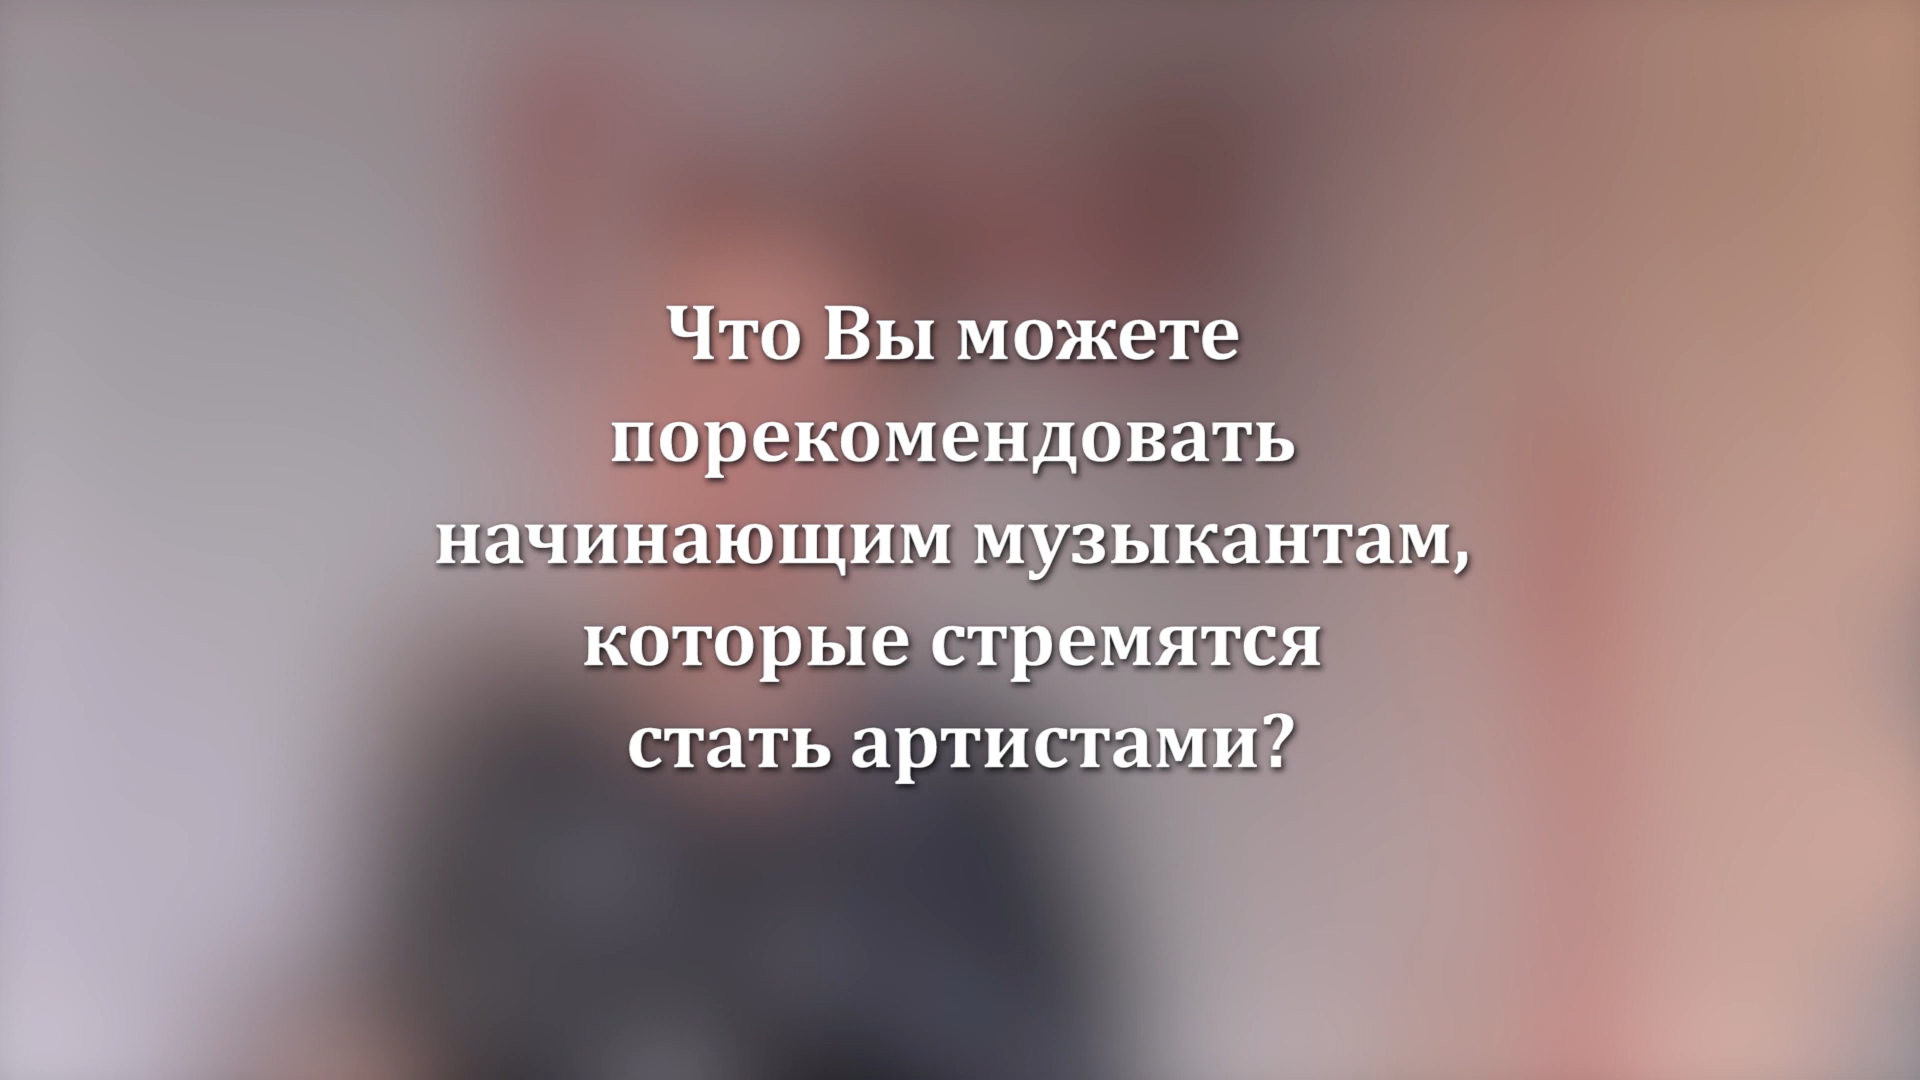 Что Вы можете
порекомендовать
начинающим музыкантам,
которые стремятся
стать артистами?